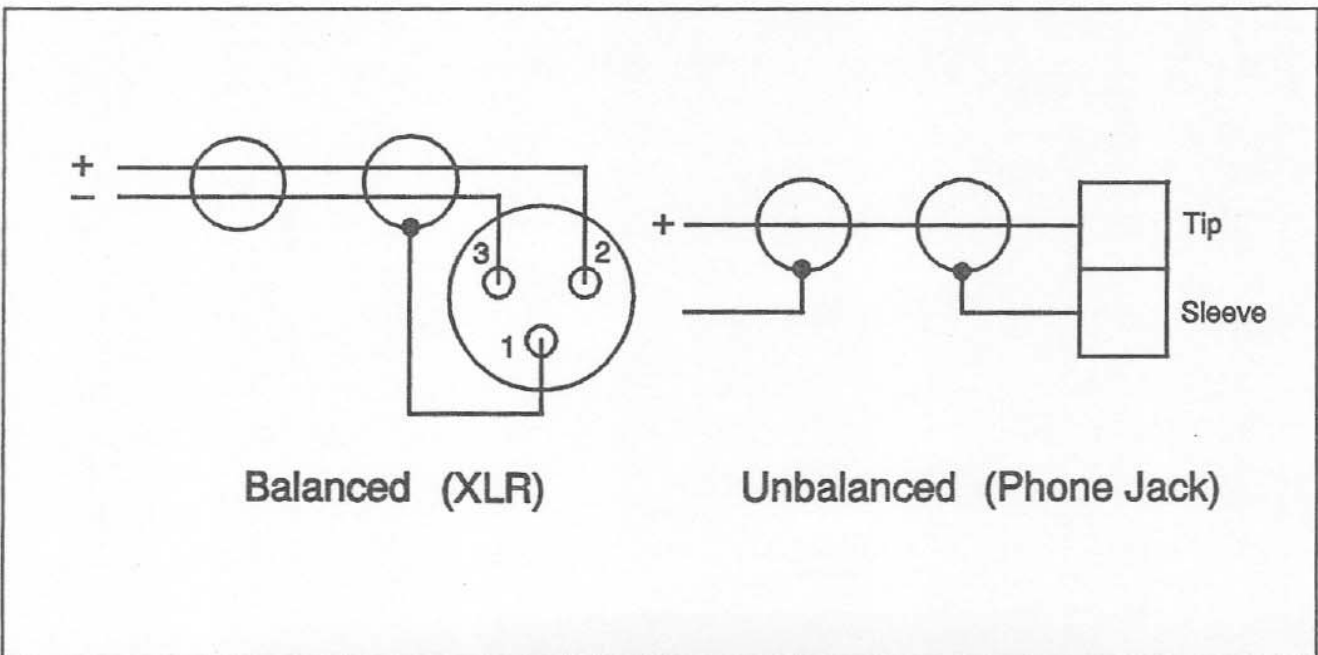 +
−
3
2
1
Balanced (XLR)
+
Tip
Sleeve
Unbalanced (Phone Jack)